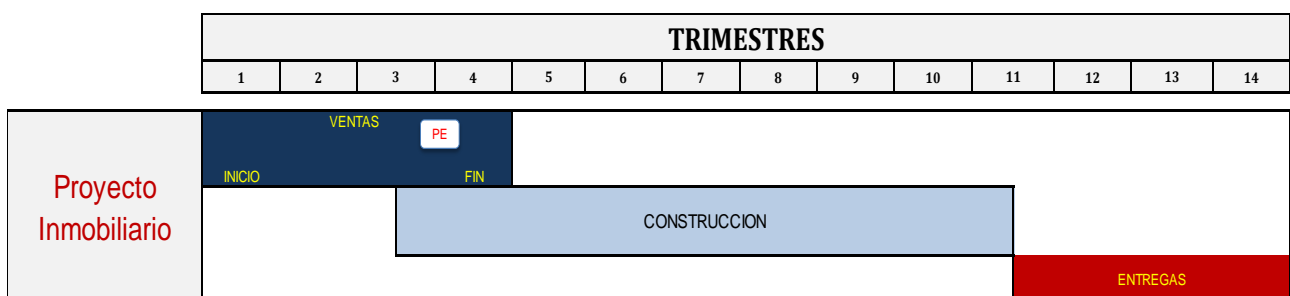 TRIMESTRES
1 2 3 4 5 6 7 8 9 10 11 12 13 14
VENTAS
PE
INICIO FIN
Proyecto
Inmobiliario
CONSTRUCCION
ENTREGAS